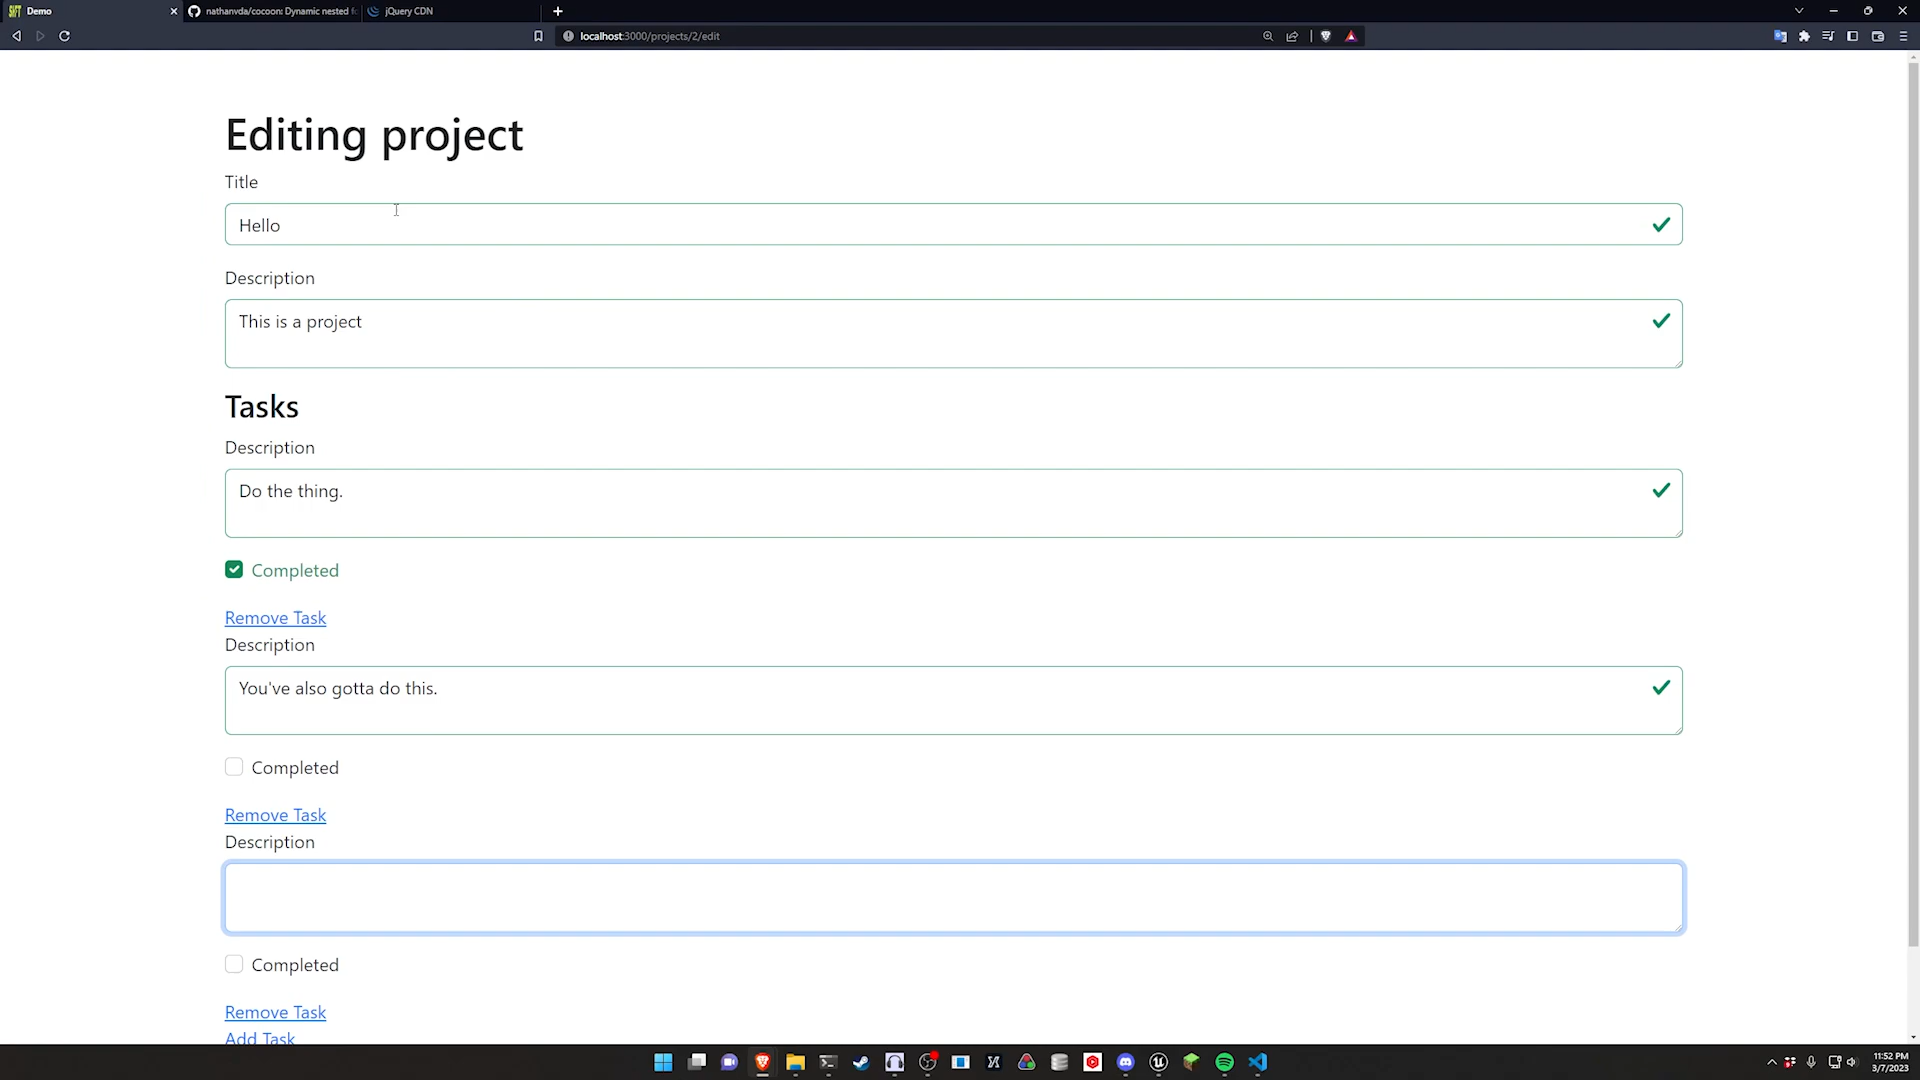 Demo
nathanvda/cocoon: Dynamic nested fo
jQuery CDN
localhost:3000/projects/2/edit
Editing project
Title
Hello
Description
This is a project
Tasks
Description
Do the thing.
Completed
Remove Task
Description
You've also gotta do this.
Completed
Remove Task
Description
Completed
Remove Task
Add Task
11:52 PM
3/7/2023